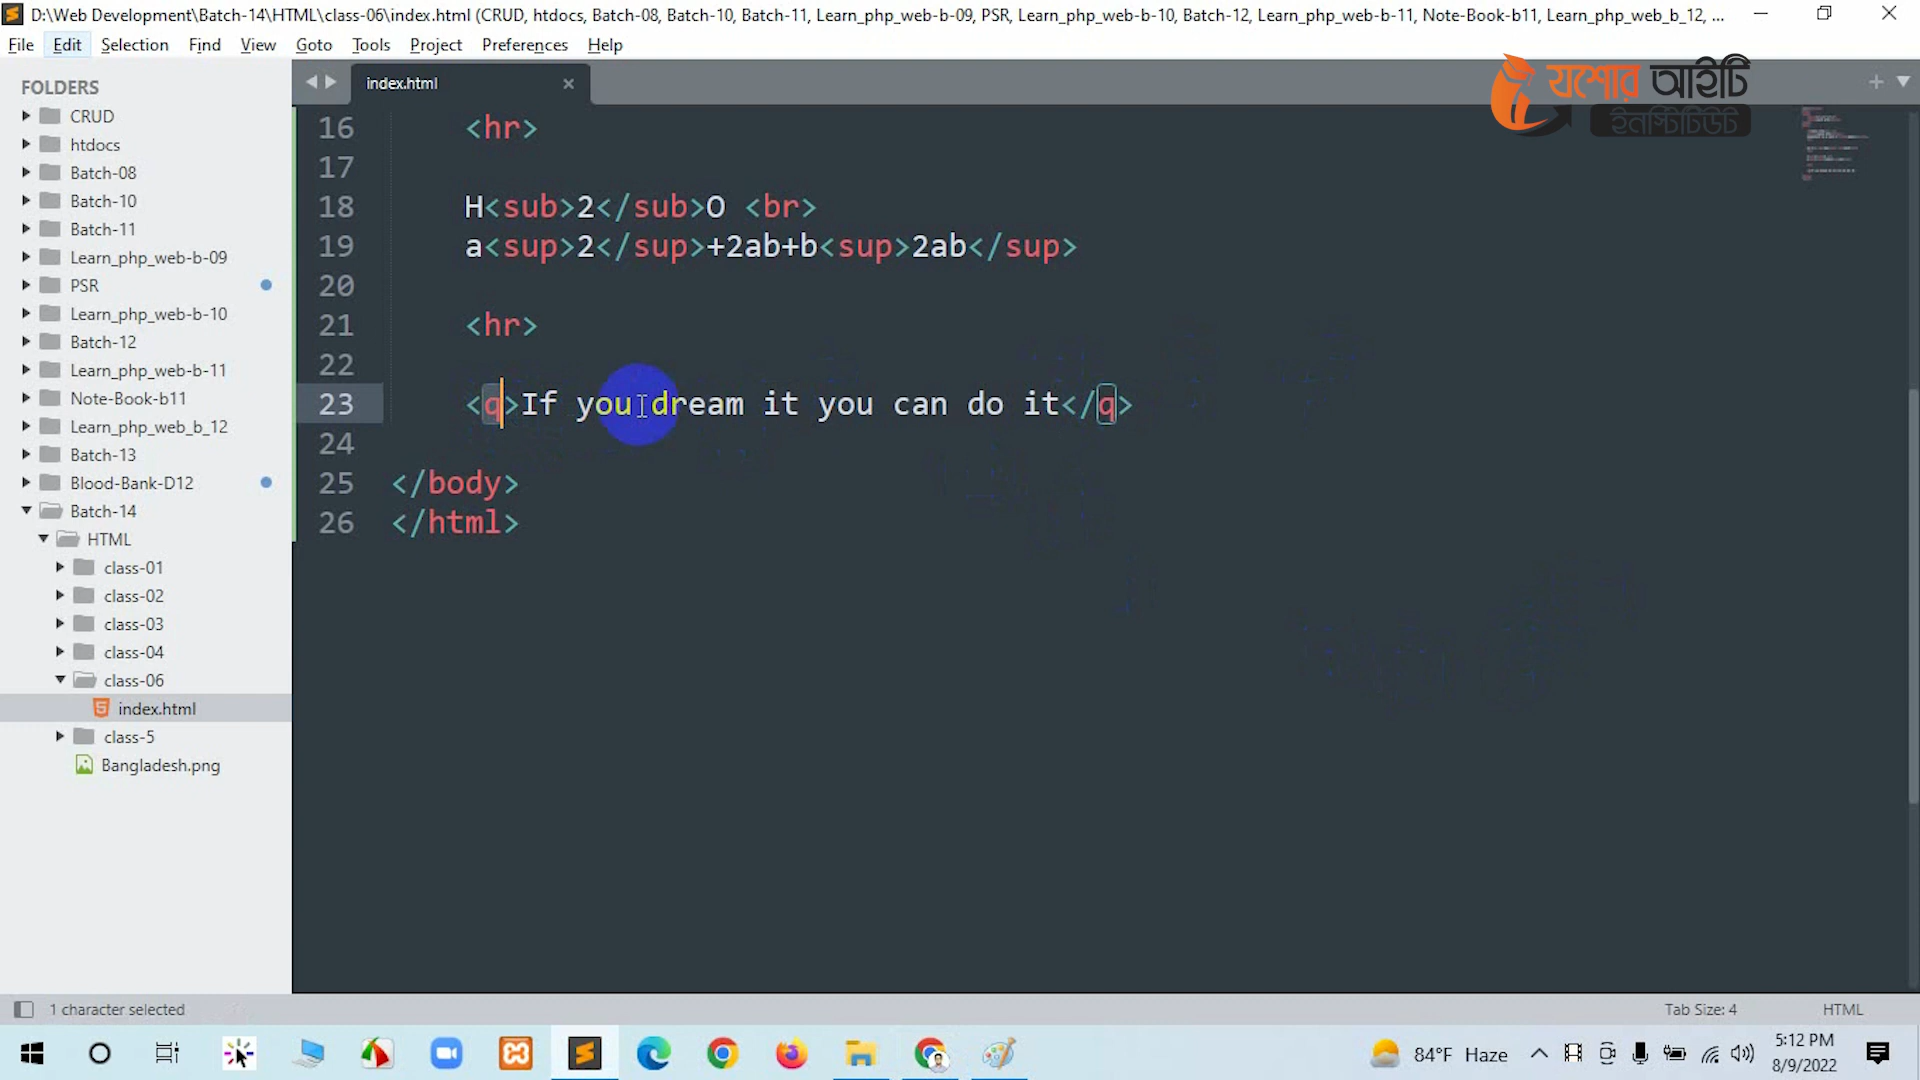 D:\Web Development\Batch-14\HTML\class-06\index.html (CRUD, htdocs, Batch-08, Batch-10, Batch-11, Learn_php_web-b-09, PSR, Learn_php_web-b-10, Batch-12, Learn_php_web-b-11, Note-Book-b11, Learn_php_web_b_12, ...
File Edit Selection Find View Goto Tools Project Preferences Help
যশোর আইটি
ইনস্টিটিউট
FOLDERS
CRUD
htdocs
Batch-08
Batch-10
Batch-11
Learn_php_web-b-09
PSR
Learn_php_web-b-10
Batch-12
Learn_php_web-b-11
Note-Book-b11
Learn_php_web_b_12
Batch-13
Blood-Bank-D12
Batch-14
HTML
class-01
class-02
class-03
class-04
class-06
index.html
class-5
Bangladesh.png
index.html
16 <hr>
17
18 H<sub>2</sub>O <br>
19 a<sup>2</sup>+2ab+b<sup>2ab</sup>
20
21 <hr>
22
23 <q>If you dream it you can do it</q>
24
25 </body>
26 </html>
1 character selected
Tab Size: 4
HTML
84°F Haze
5:12 PM
8/9/2022